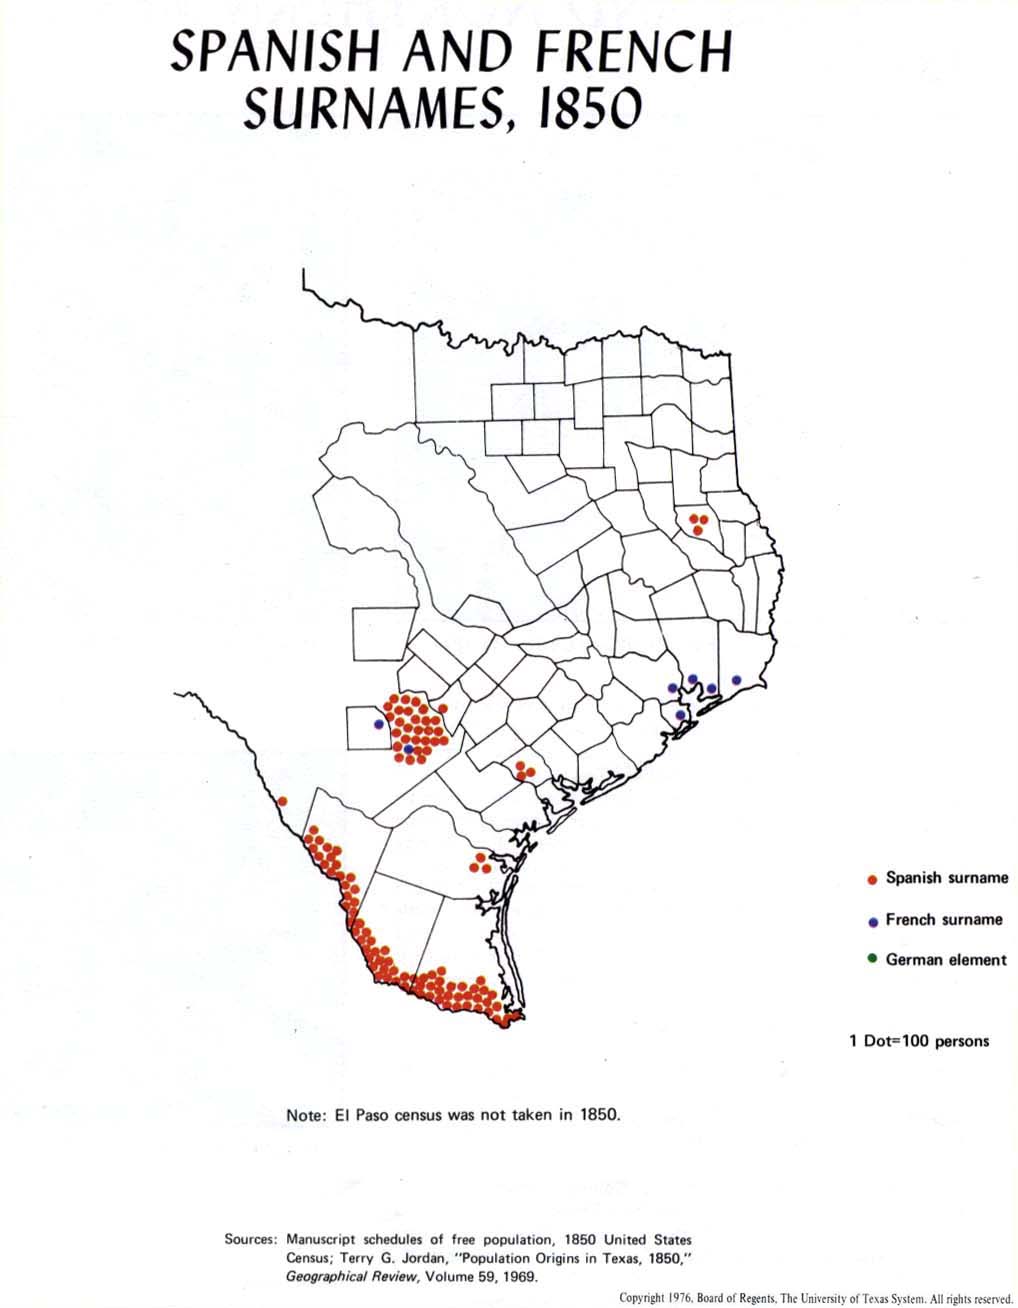 SPANISH AND FRENCH
SURNAMES, 1850
Spanish surname
French surname
German element
1 Dot=100 persons
Note: El Paso census was not taken in 1850.
Sources: Manuscript schedules of free population, 1850 United States
Census; Terry G. Jordan, "Population Origins in Texas, 1850,"
Geographical Review, Volume 59, 1969.
Copyright 1976, Board of Regents, The University of Texas System. All rights reserved.